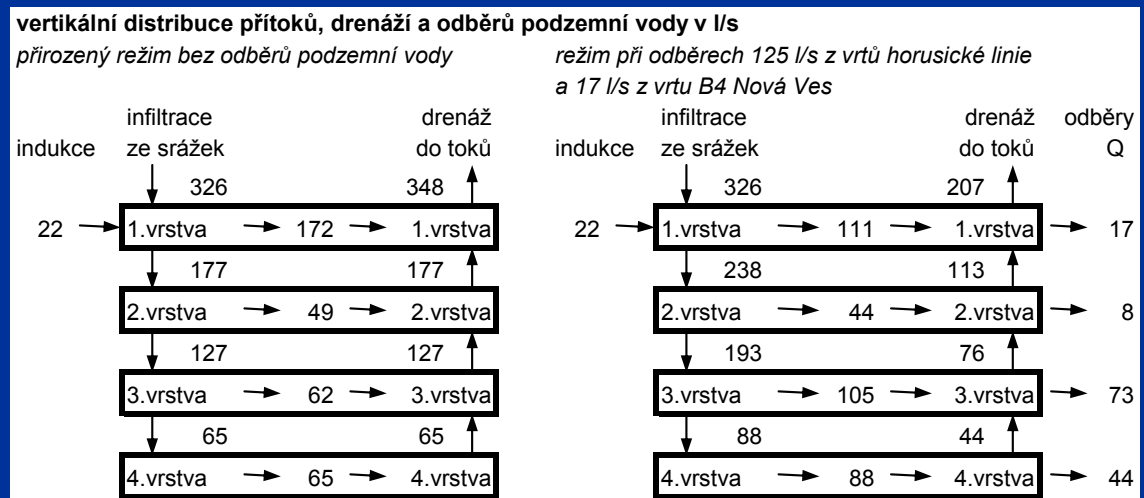 vertikální distribuce přítoků, drenáží a odběrů podzemní vody v l/s
přirozený režim bez odběrů podzemní vody
režim při odběrech 125 l/s z vrtů horusické linie
a 17 l/s z vrtu B4 Nová Ves
infiltrace drenáž
indukce ze srážek do toků
326 348
22 1.vrstva 172 1.vrstva
177 177
2.vrstva 49 2.vrstva
127 127
3.vrstva 62 3.vrstva
65 65
4.vrstva 65 4.vrstva
infiltrace drenáž odběry
indukce ze srážek do toků Q
326 207
22 1.vrstva 111 1.vrstva 17
238 113
2.vrstva 44 2.vrstva 8
193 76
3.vrstva 105 3.vrstva 73
88 44
4.vrstva 88 4.vrstva 44